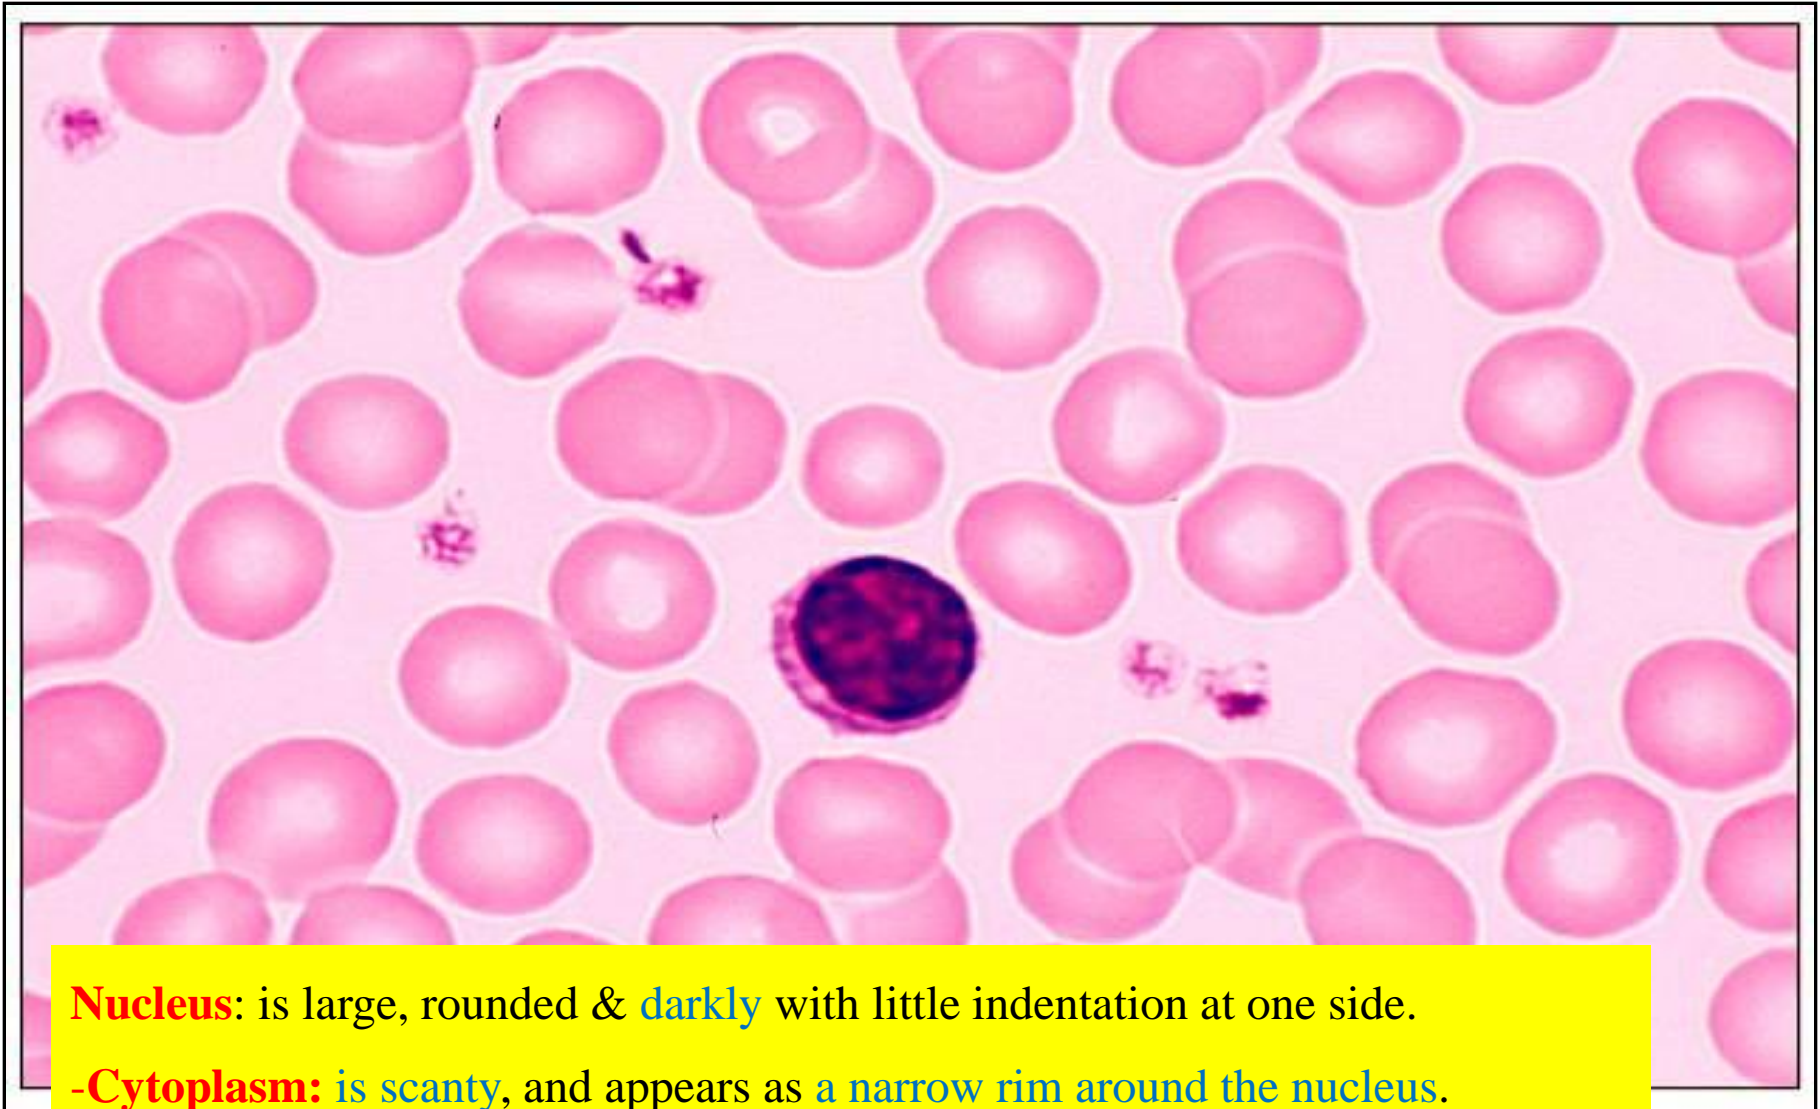 Nucleus: is large, rounded & darkly with little indentation at one side.
-Cytoplasm: is scanty, and appears as a narrow rim around the nucleus.